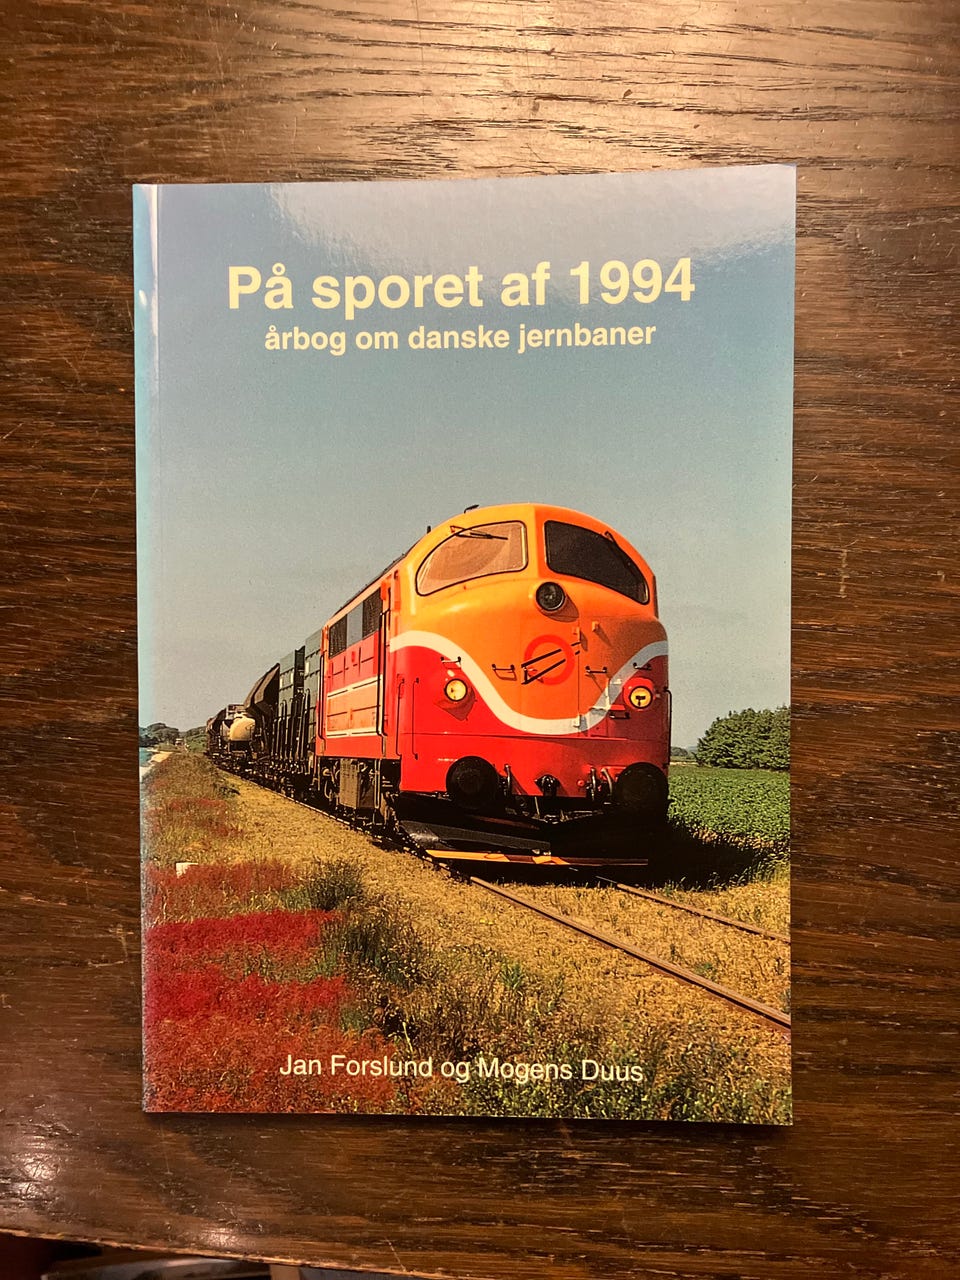 På sporet af 1994
årbog om danske jernbaner
Jan Forslund og Mogens Duus